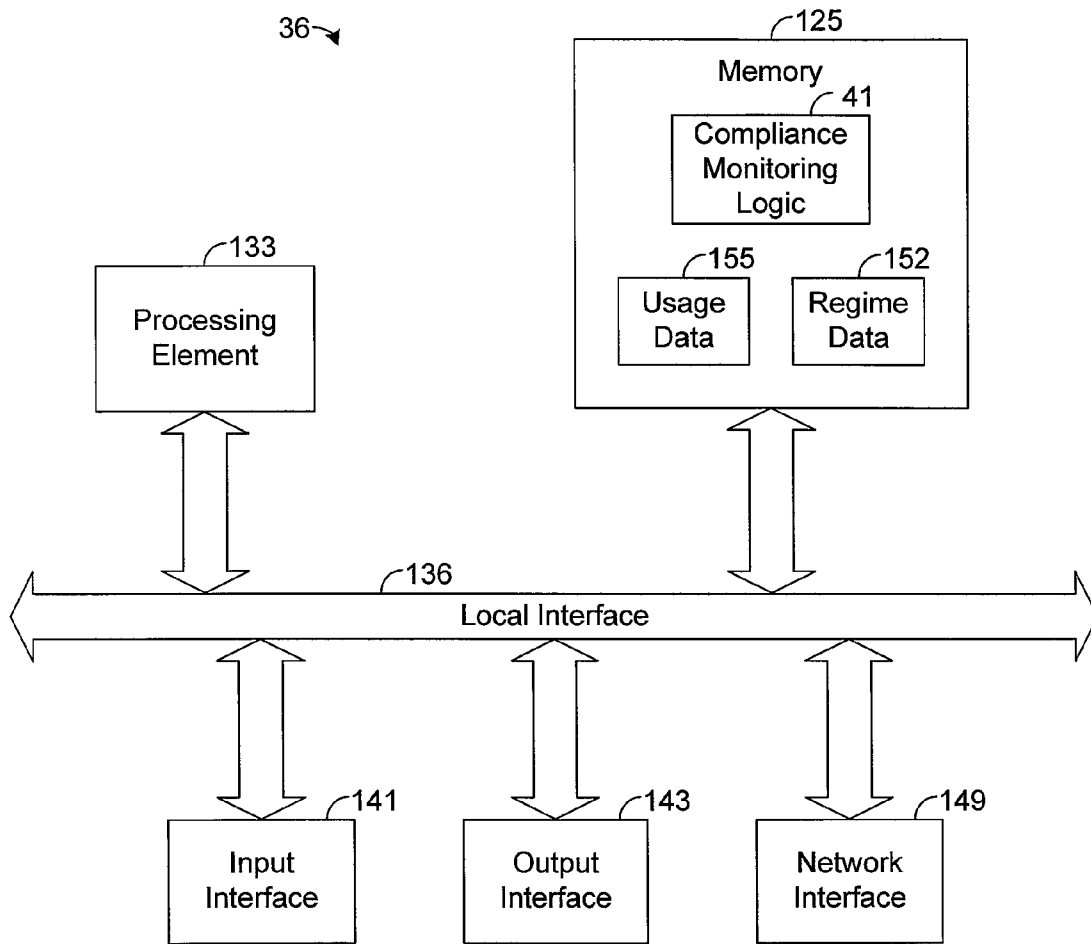 36
125
Memory
41
Compliance
Monitoring
Logic
133
155
152
Processing
Element
Usage
Data
Regime
Data
136
Local Interface
141
143
149
Input
Interface
Output
Interface
Network
Interface